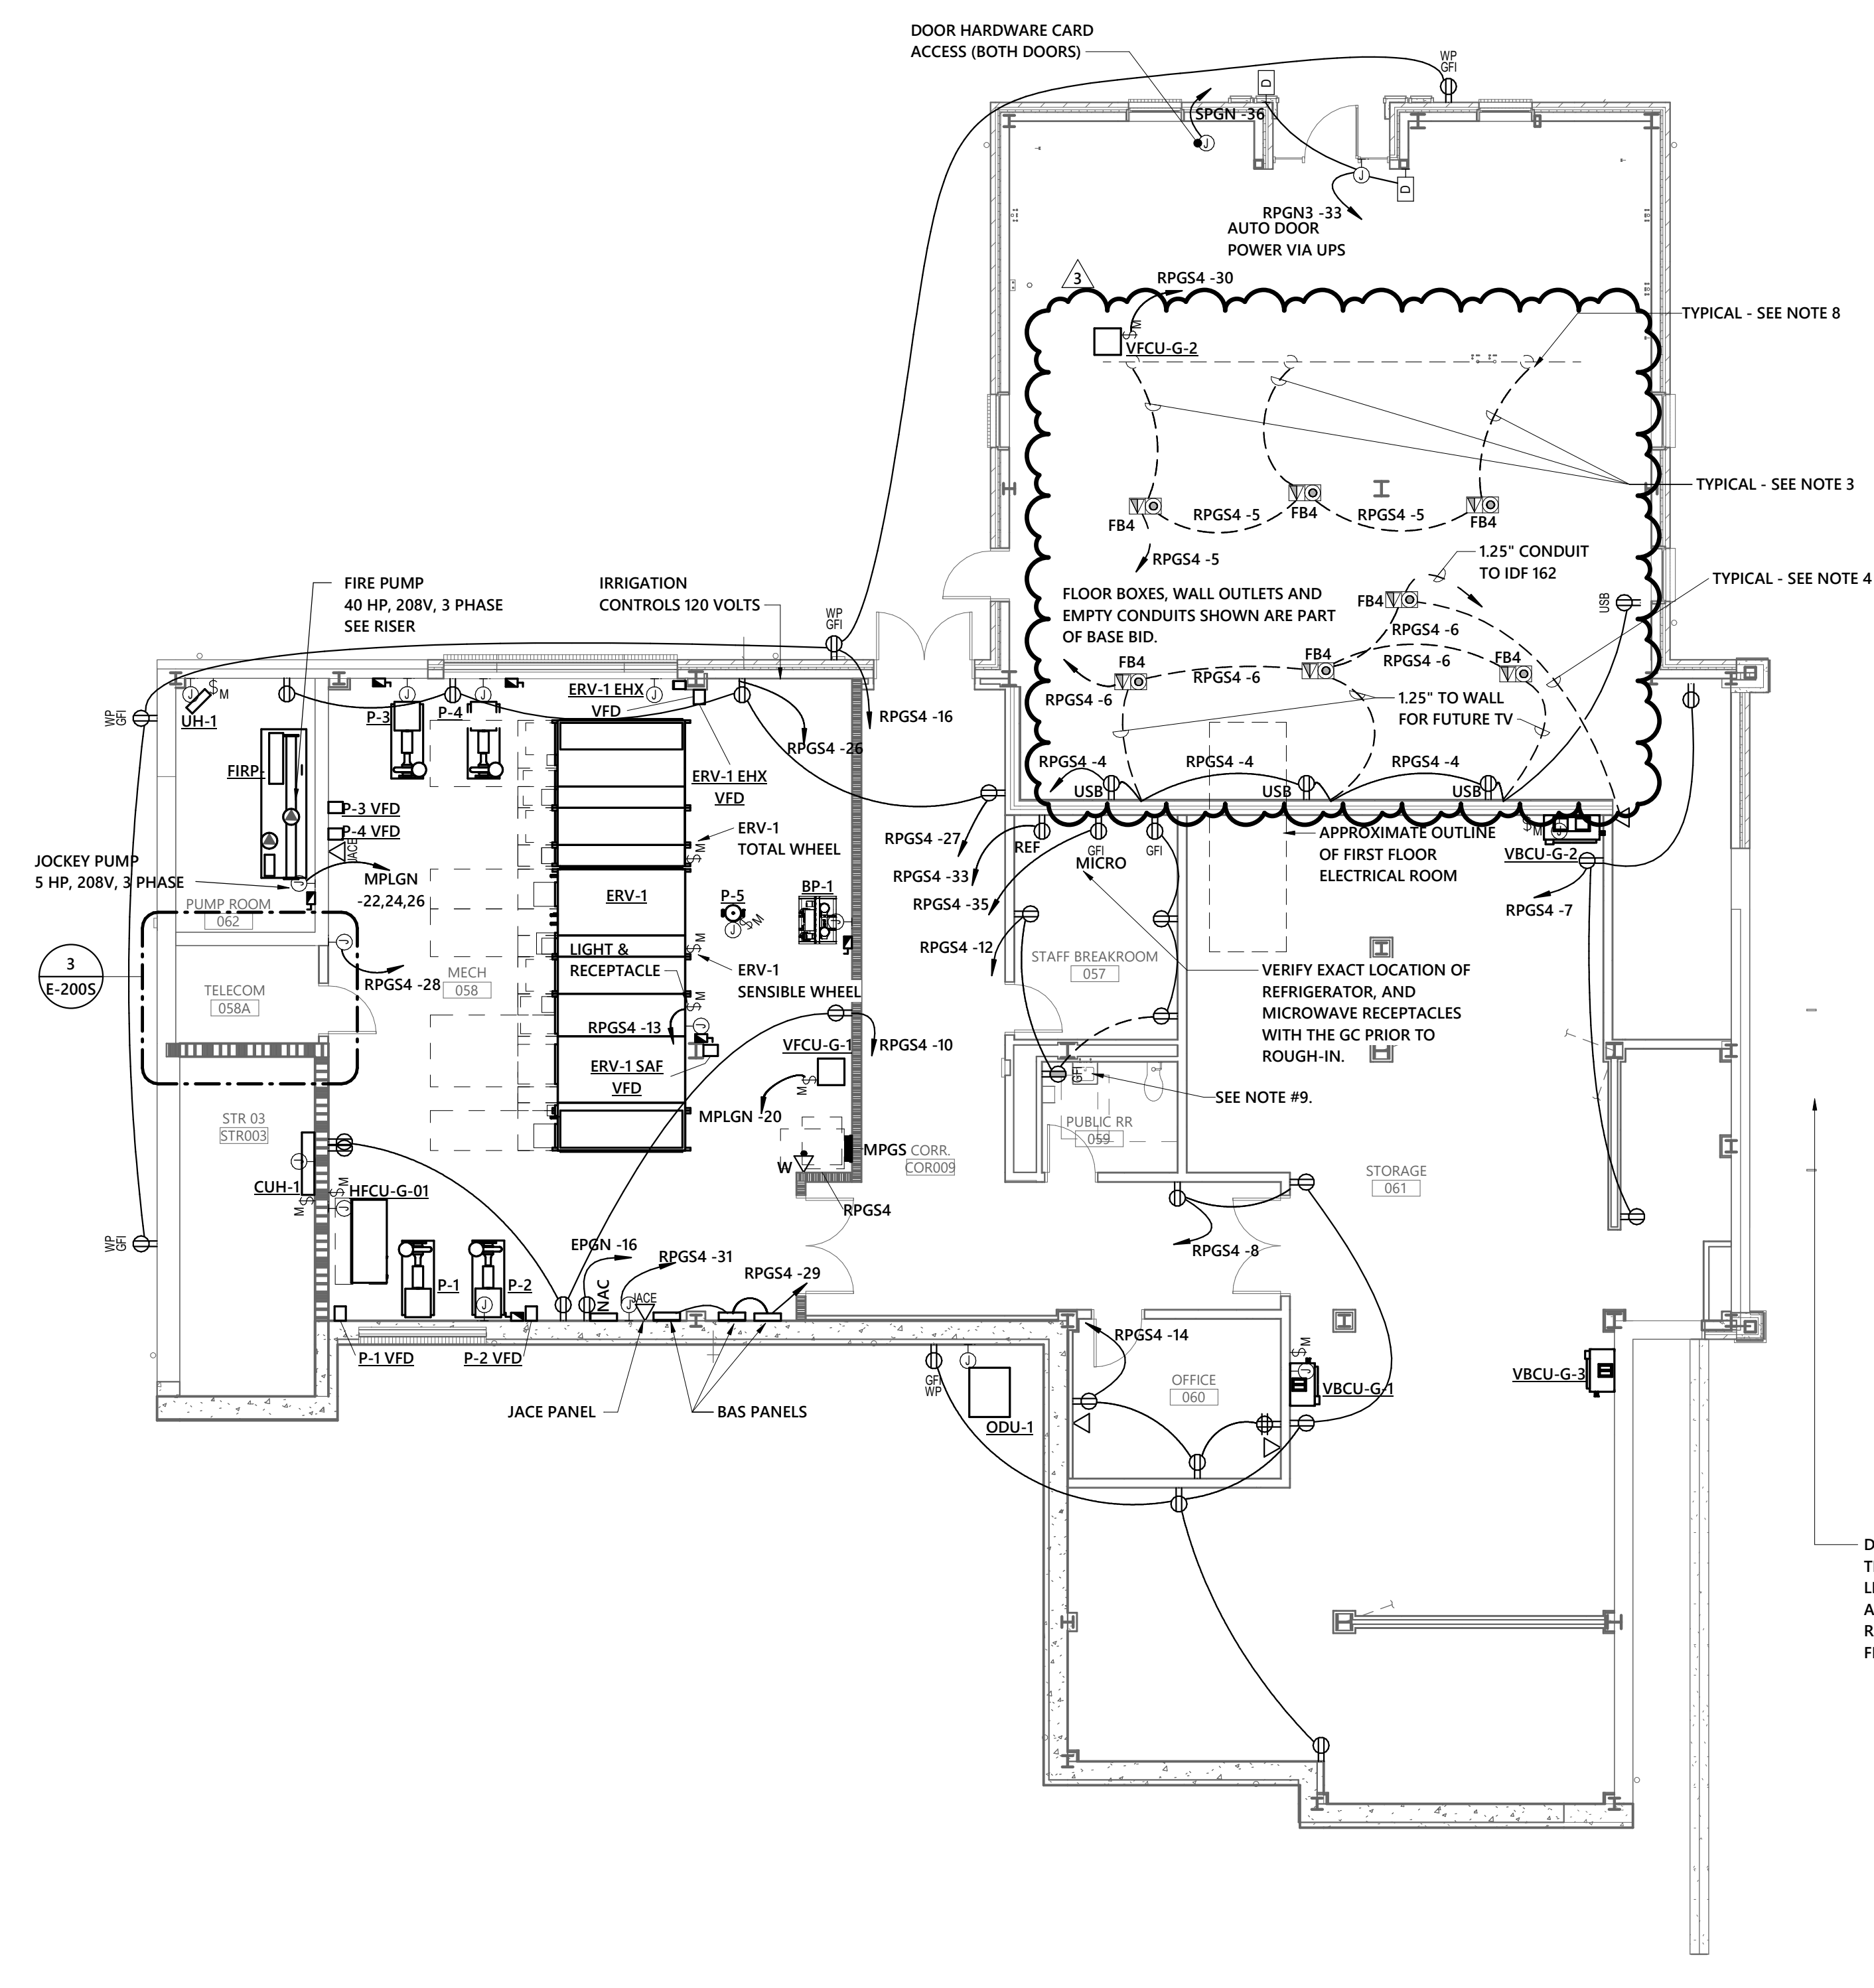 DOOR HARDWARE CARD
ACCESS (BOTH DOORS)
WP
GFI
D
SPGN -36
J
J
D
RPGN3 -33
AUTO DOOR
POWER VIA UPS
3
RPGS4 -30
M
VFCU-G-2
TYPICAL - SEE NOTE 8
TYPICAL - SEE NOTE 3
FB4
RPGS4 -5
FB4
RPGS4 -5
FB4
RPGS4 -5
1.25" CONDUIT
TO IDF 162
TYPICAL - SEE NOTE 4
FLOOR BOXES, WALL OUTLETS AND
EMPTY CONDUITS SHOWN ARE PART
OF BASE BID.
FB4
USB
RPGS4 -6
RPGS4 -6
FB4
FB4
FB4
RPGS4 -6
RPGS4 -6
1.25" TO WALL
FOR FUTURE TV
RPGS4 -4
RPGS4 -4
RPGS4 -4
USB
USB
USB
FIRE PUMP
40 HP, 208V, 3 PHASE
SEE RISER
IRRIGATION
CONTROLS 120 VOLTS
WP
GFI
WP
GFI
J
M
UH-1
J
P-3
J
P-4
ERV-1 EHX
VFD
J
RPGS4 -26
RPGS4 -16
FIRP-
ERV-1 EHX
VFD
P-3 VFD
P-4 VFD
JACE
ERV-1
TOTAL WHEEL
M
RPGS4 -27
REF
GFI
GFI
MICRO
APPROXIMATE OUTLINE
OF FIRST FLOOR
ELECTRICAL ROOM
M
J
VBCU-G-2
JOCKEY PUMP
5 HP, 208V, 3 PHASE
J
MPLGN
-22,24,26
PUMP ROOM
062
ERV-1
P-5
J
M
BP-1
J
RPGS4 -33
RPGS4 -35
RPGS4 -7
3
E-200S
J
RPGS4 -28
MECH
058
LIGHT &
RECEPTACLE
M
ERV-1
SENSIBLE WHEEL
RPGS4 -12
STAFF BREAKROOM
057
VERIFY EXACT LOCATION OF
REFRIGERATOR, AND
MICROWAVE RECEPTACLES
WITH THE GC PRIOR TO
ROUGH-IN.
TELECOM
058A
M
J
RPGS4 -13
VFCU-G-1
RPGS4 -10
ERV-1 SAF
VFD
M
MPLGN -20
GFI
SEE NOTE #9.
STR 03
STR003
PUBLIC RR
059
W
MPGS
CORR.
COR009
STORAGE
061
J
CUH-1
M
M
J
HFCU-G-01
RPGS4
WP
GFI
EPGN -16
RPGS4 -31
RPGS4 -29
RPGS4 -8
P-1
P-2
J
NAC
J
JACE
P-1 VFD
P-2 VFD
RPGS4 -14
GFI
WP
J
M
J
JACE PANEL
BAS PANELS
ODU-1
OFFICE
060
VBCU-G-1
VBCU-G-3